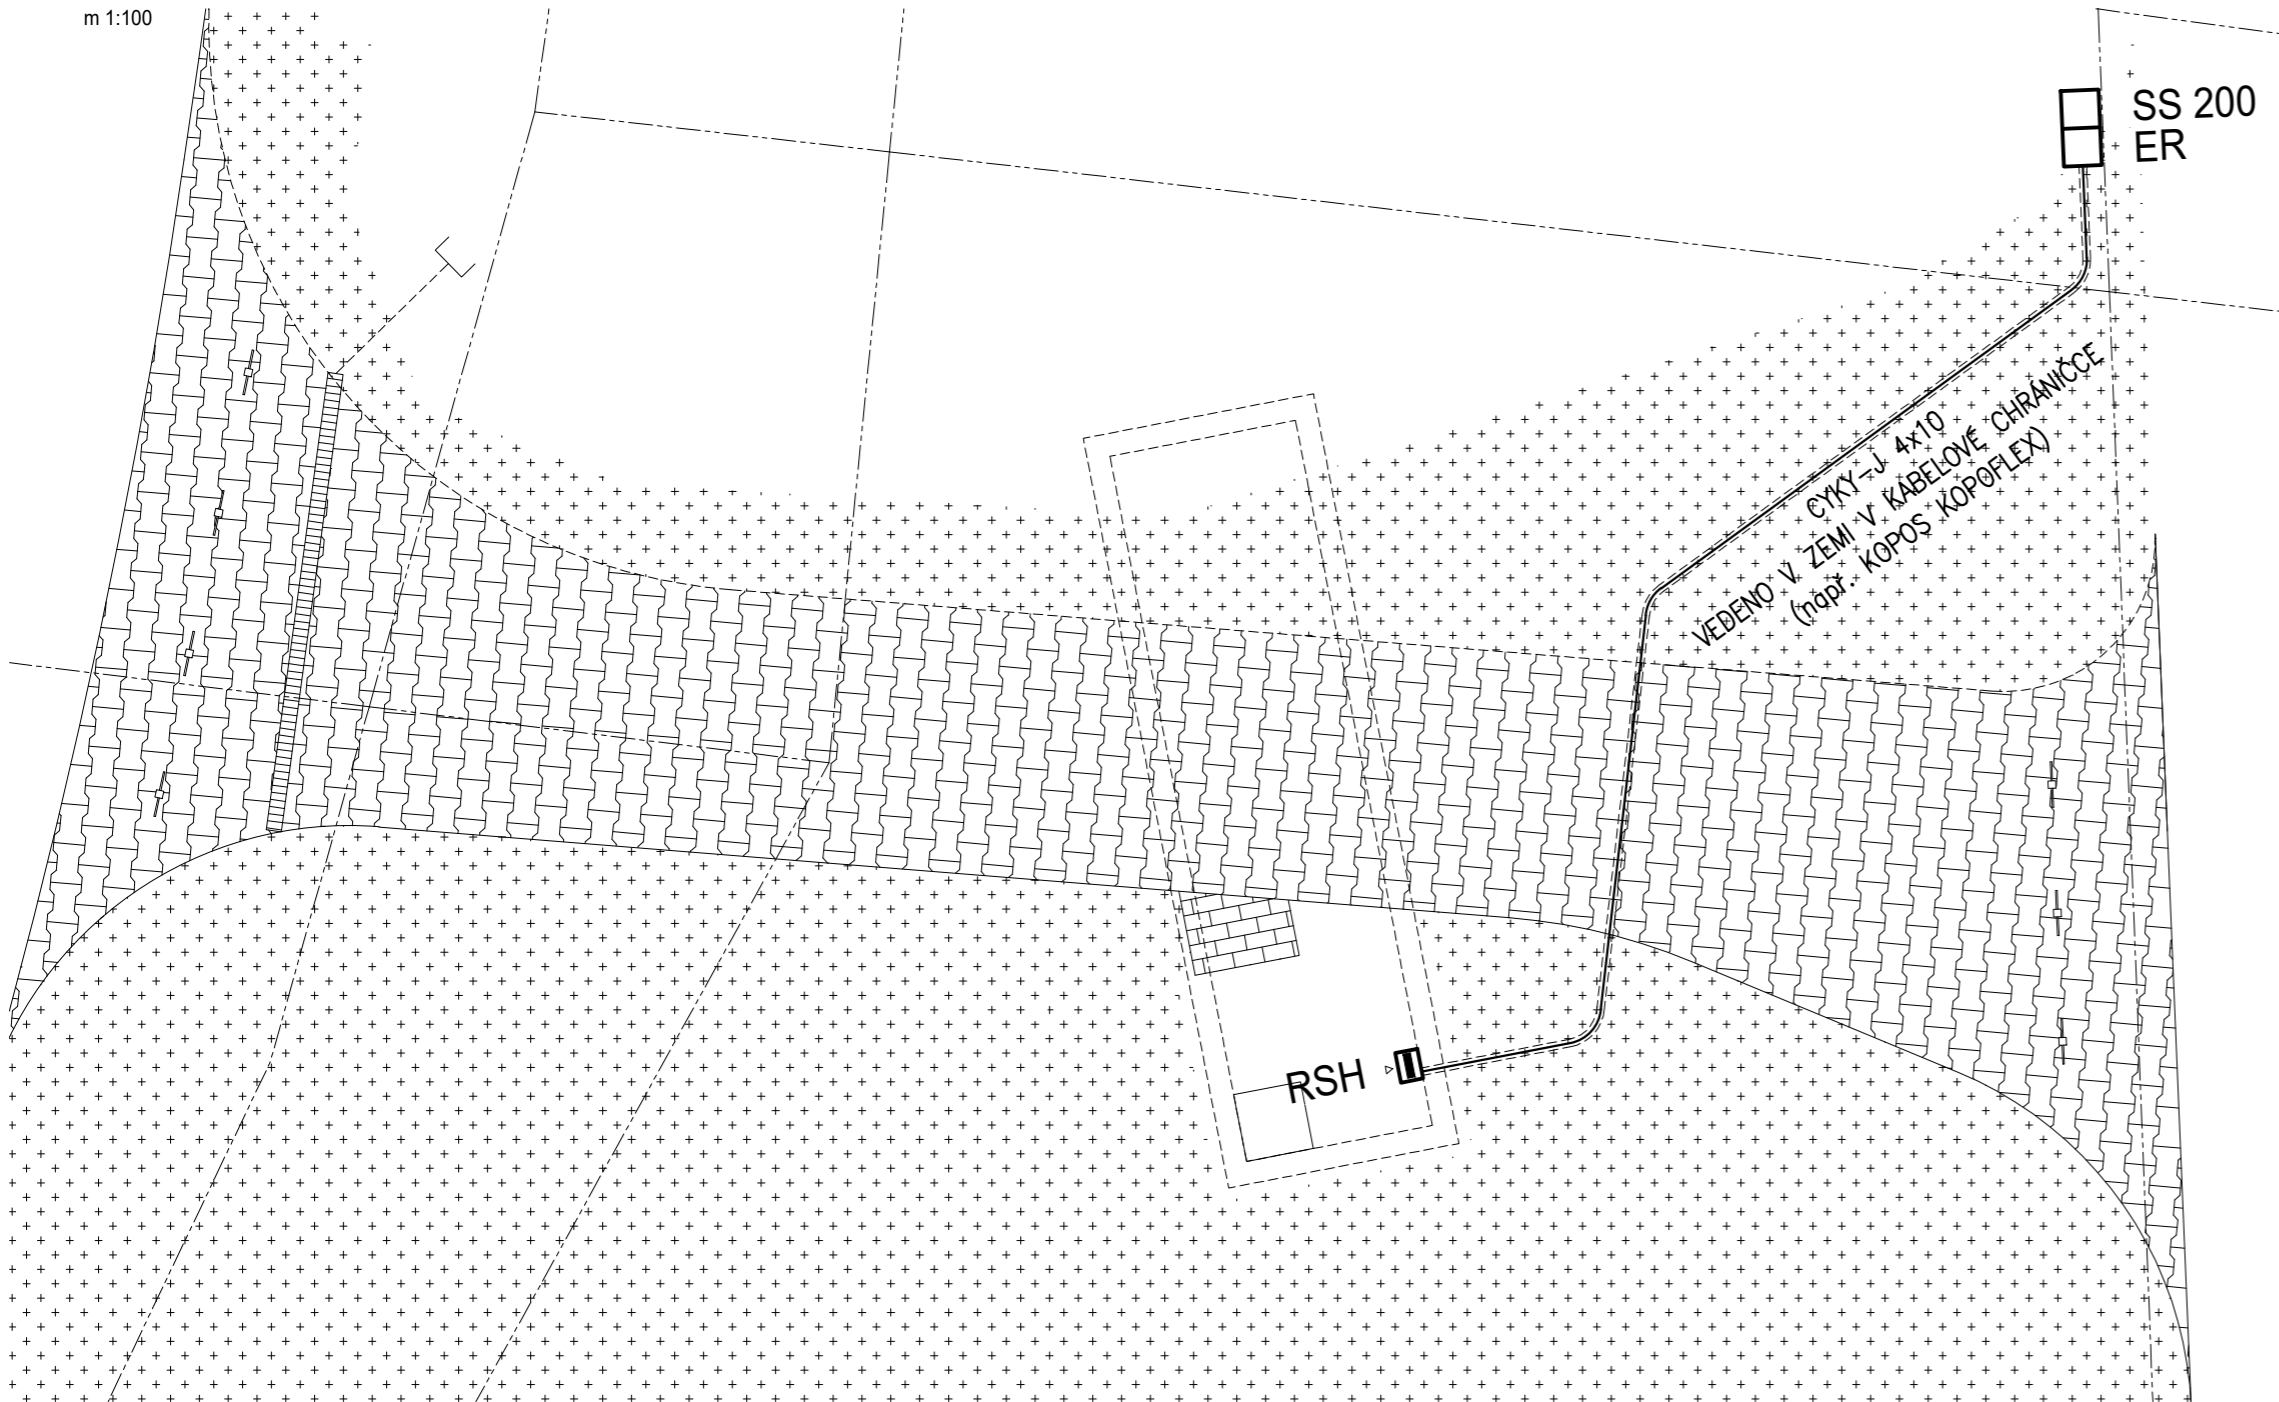 m 1:100
SS 200
ER
CYKY-J 4x10
VEDENO V ZEMI V KABELOVÉ CHRÁNIČCE
(např. KOPOS KOPOFLEX)
RSH